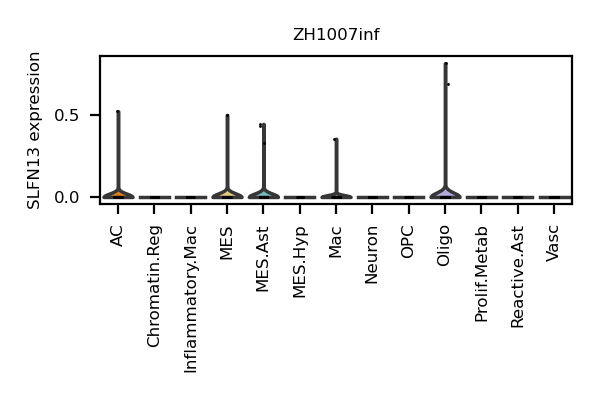 ZH1007inf
SLFN13 expression
0.5
0.0
AC
Chromatin.Reg
Inflammatory.Mac
MES
MES.Ast
MES.Hyp
Mac
Neuron
OPC
Oligo
Prolif.Metab
Reactive.Ast
Vasc